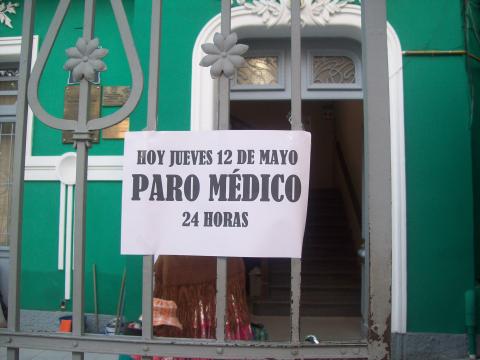 HOY JUEVES 12 DE MAYO
PARO MÉDICO
24 HORAS